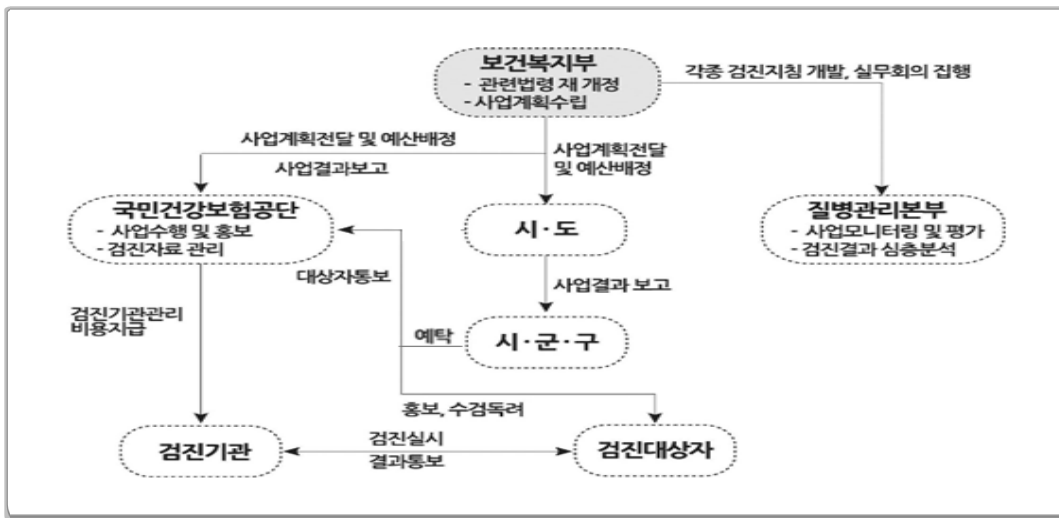 보건복지부
- 관련법령 재 개정
- 사업계획수립
각종 검진지침 개발, 실무회의 집행
사업계획전달 및 예산배정
사업결과보고
사업계획전달
및 예산배정
국민건강보험공단
- 사업수행 및 홍보
- 검진자료 관리
시·도
질병관리본부
- 사업모니터링 및 평가
- 검진결과 심층분석
대상자통보
사업결과 보고
검진기관관리
비용지급
예탁
시·군·구
홍보, 수검독려
검진기관
검진실시
결과통보
검진대상자